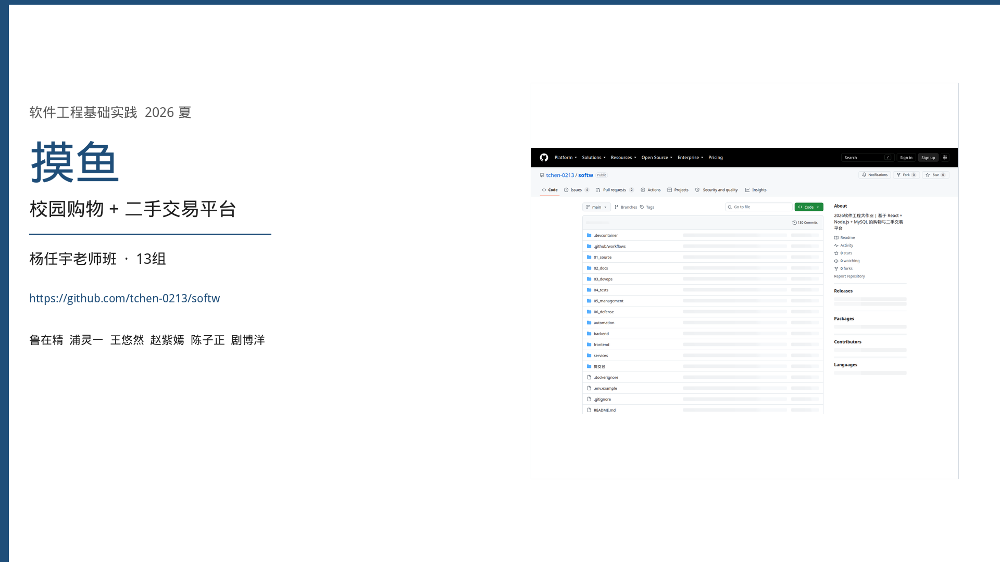 软件工程基础实践 2026 夏
摸鱼
校园购物 + 二手交易平台
杨任宇老师班 · 13组
https://github.com/tchen-0213/softw
鲁在精 浦灵一 王悠然 赵紫嫣 陈子正 剧博洋
Platform Solutions Resources Open Source Enterprise Pricing Search / Sign in Sign up
tchen-0213 / softw Public Notifications Fork 0 Star 0
Code Issues 4 Pull requests 2 Actions Projects Security and quality Insights
main Branches Tags Go to file Code
130 Commits
.devcontainer
.github/workflows
01_source
02_docs
03_devops
04_tests
05_management
06_defense
automation
backend
frontend
services
提交包
.dockerignore
.env.example
.gitignore
README.md
About
2026软件工程大作业 | 基于 React +
Node.js + MySQL 的购物与二手交易
平台
Readme
Activity
0 stars
0 watching
0 forks
Report repository
Releases
Packages
Contributors
Languages